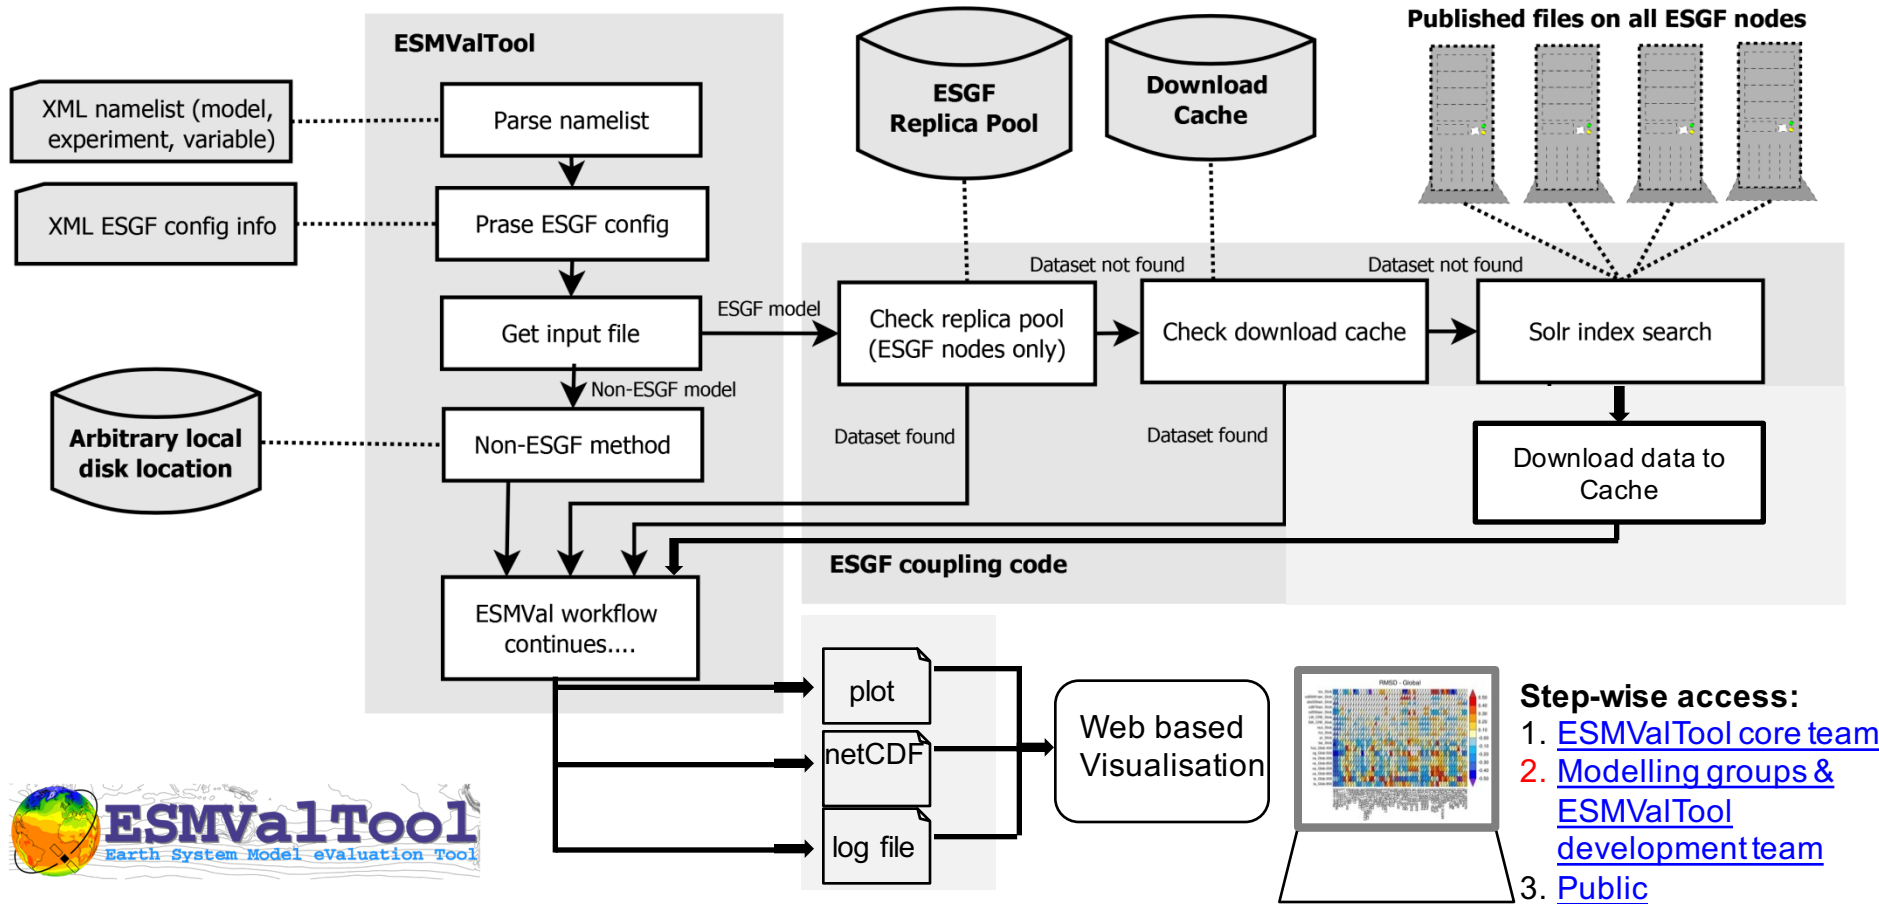 Published files on all ESGF nodes
ESMValTool
XML namelist (model,
experiment, variable)
Parse namelist
ESGF
Replica Pool
Download
Cache
XML ESGF config info
Prase ESGF config
Dataset not found
Dataset not found
ESGF model
Get input file
Check replica pool
(ESGF nodes only)
Check download cache
Solr index search
Non-ESGF model
Arbitrary local
disk location
Non-ESGF method
Dataset found
Dataset found
Download data to
Cache
ESGF coupling code
ESMVal workflow
continues....
plot
netCDF
log file
Web based
Visualisation
RMSD - Global
Step-wise access:
1. ESMValTool core team
2. Modelling groups &
ESMValTool
development team
3. Public
ESMValTool
Earth System Model eValuation Tool